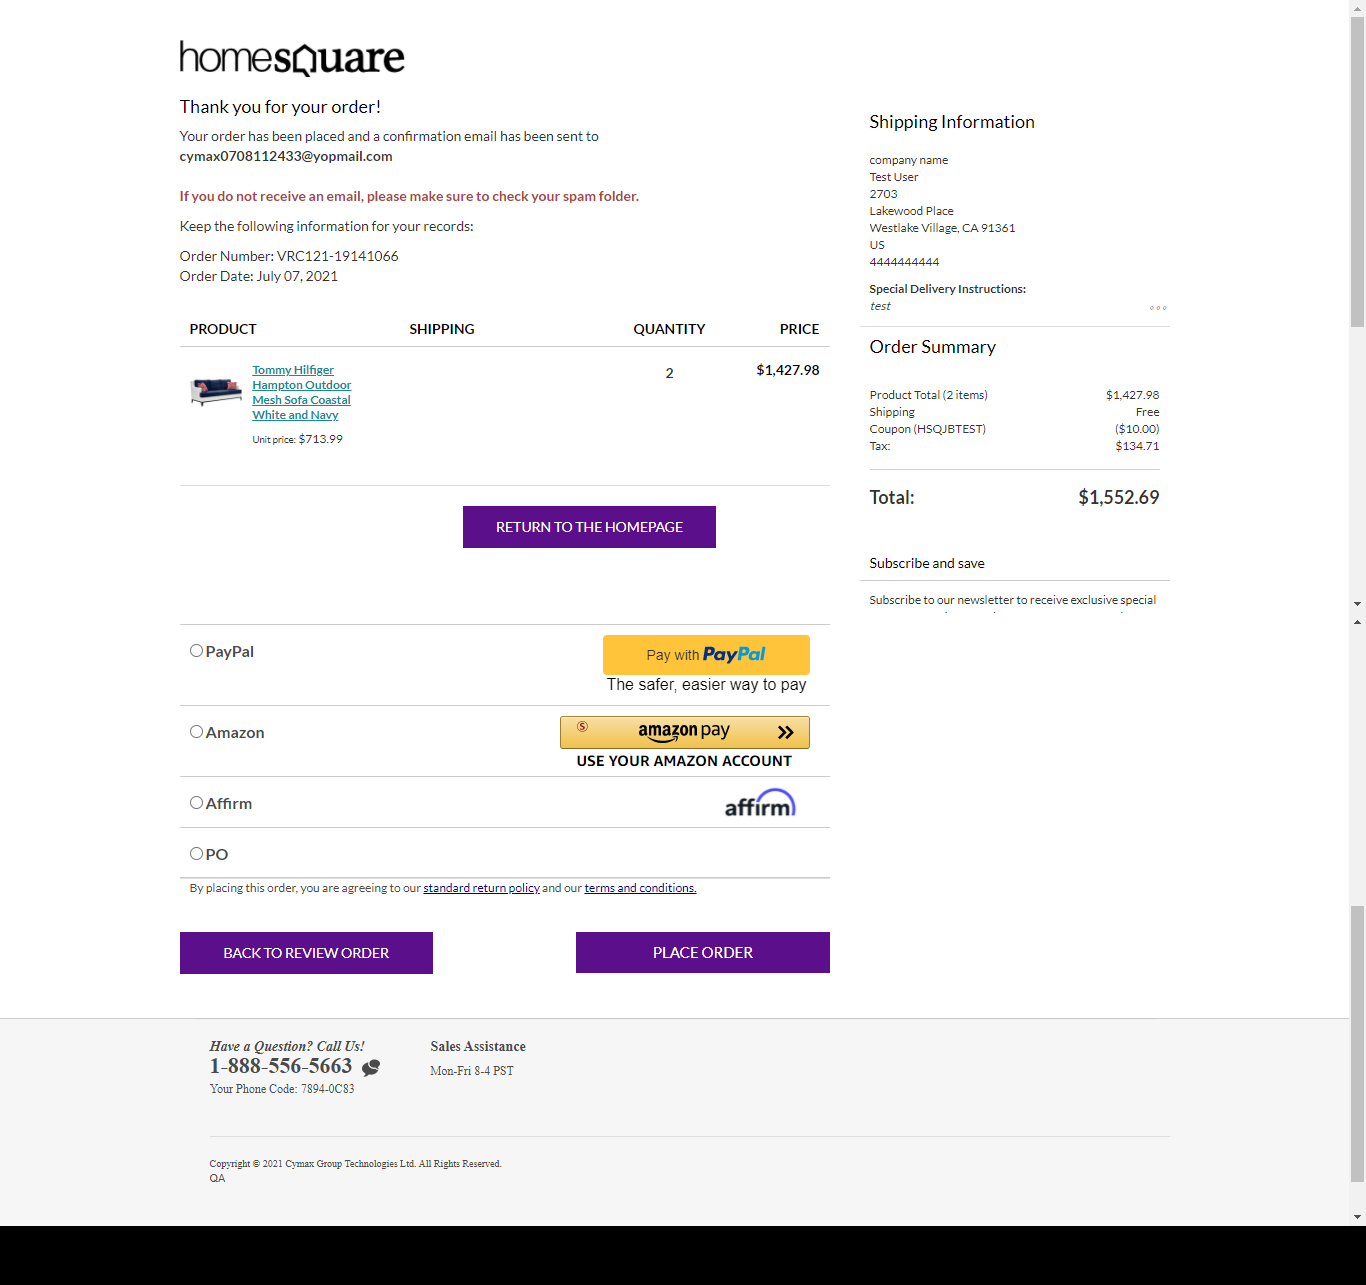 homesquare
Thank you for your order!
Your order has been placed and a confirmation email has been sent to
cymax0708112433@yopmail.com
If you do not receive an email, please make sure to check your spam folder.
Keep the following information for your records:
Order Number: VRC121-19141066
Order Date: July 07, 2021
PRODUCT SHIPPING QUANTITY PRICE
Tommy Hilfiger
Hampton Outdoor
Mesh Sofa Coastal
White and Navy
Unit price: $713.99
2
$1,427.98
RETURN TO THE HOMEPAGE
Shipping Information
company name
Test User
2703
Lakewood Place
Westlake Village, CA 91361
US
4444444444
Special Delivery Instructions:
test
Order Summary
Product Total (2 items) $1,427.98
Shipping Free
Coupon (HSQJBTEST) ($10.00)
Tax: $134.71
Total: $1,552.69
Subscribe and save
Subscribe to our newsletter to receive exclusive special
PayPal
Pay with PayPal
The safer, easier way to pay
Amazon
amazon pay
USE YOUR AMAZON ACCOUNT
Affirm
affirm
PO
By placing this order, you are agreeing to our standard return policy and our terms and conditions.
BACK TO REVIEW ORDER
PLACE ORDER
Have a Question? Call Us!
1-888-556-5663
Your Phone Code: 7894-0C83
Sales Assistance
Mon-Fri 8-4 PST
Copyright © 2021 Cymax Group Technologies Ltd. All Rights Reserved.
QA